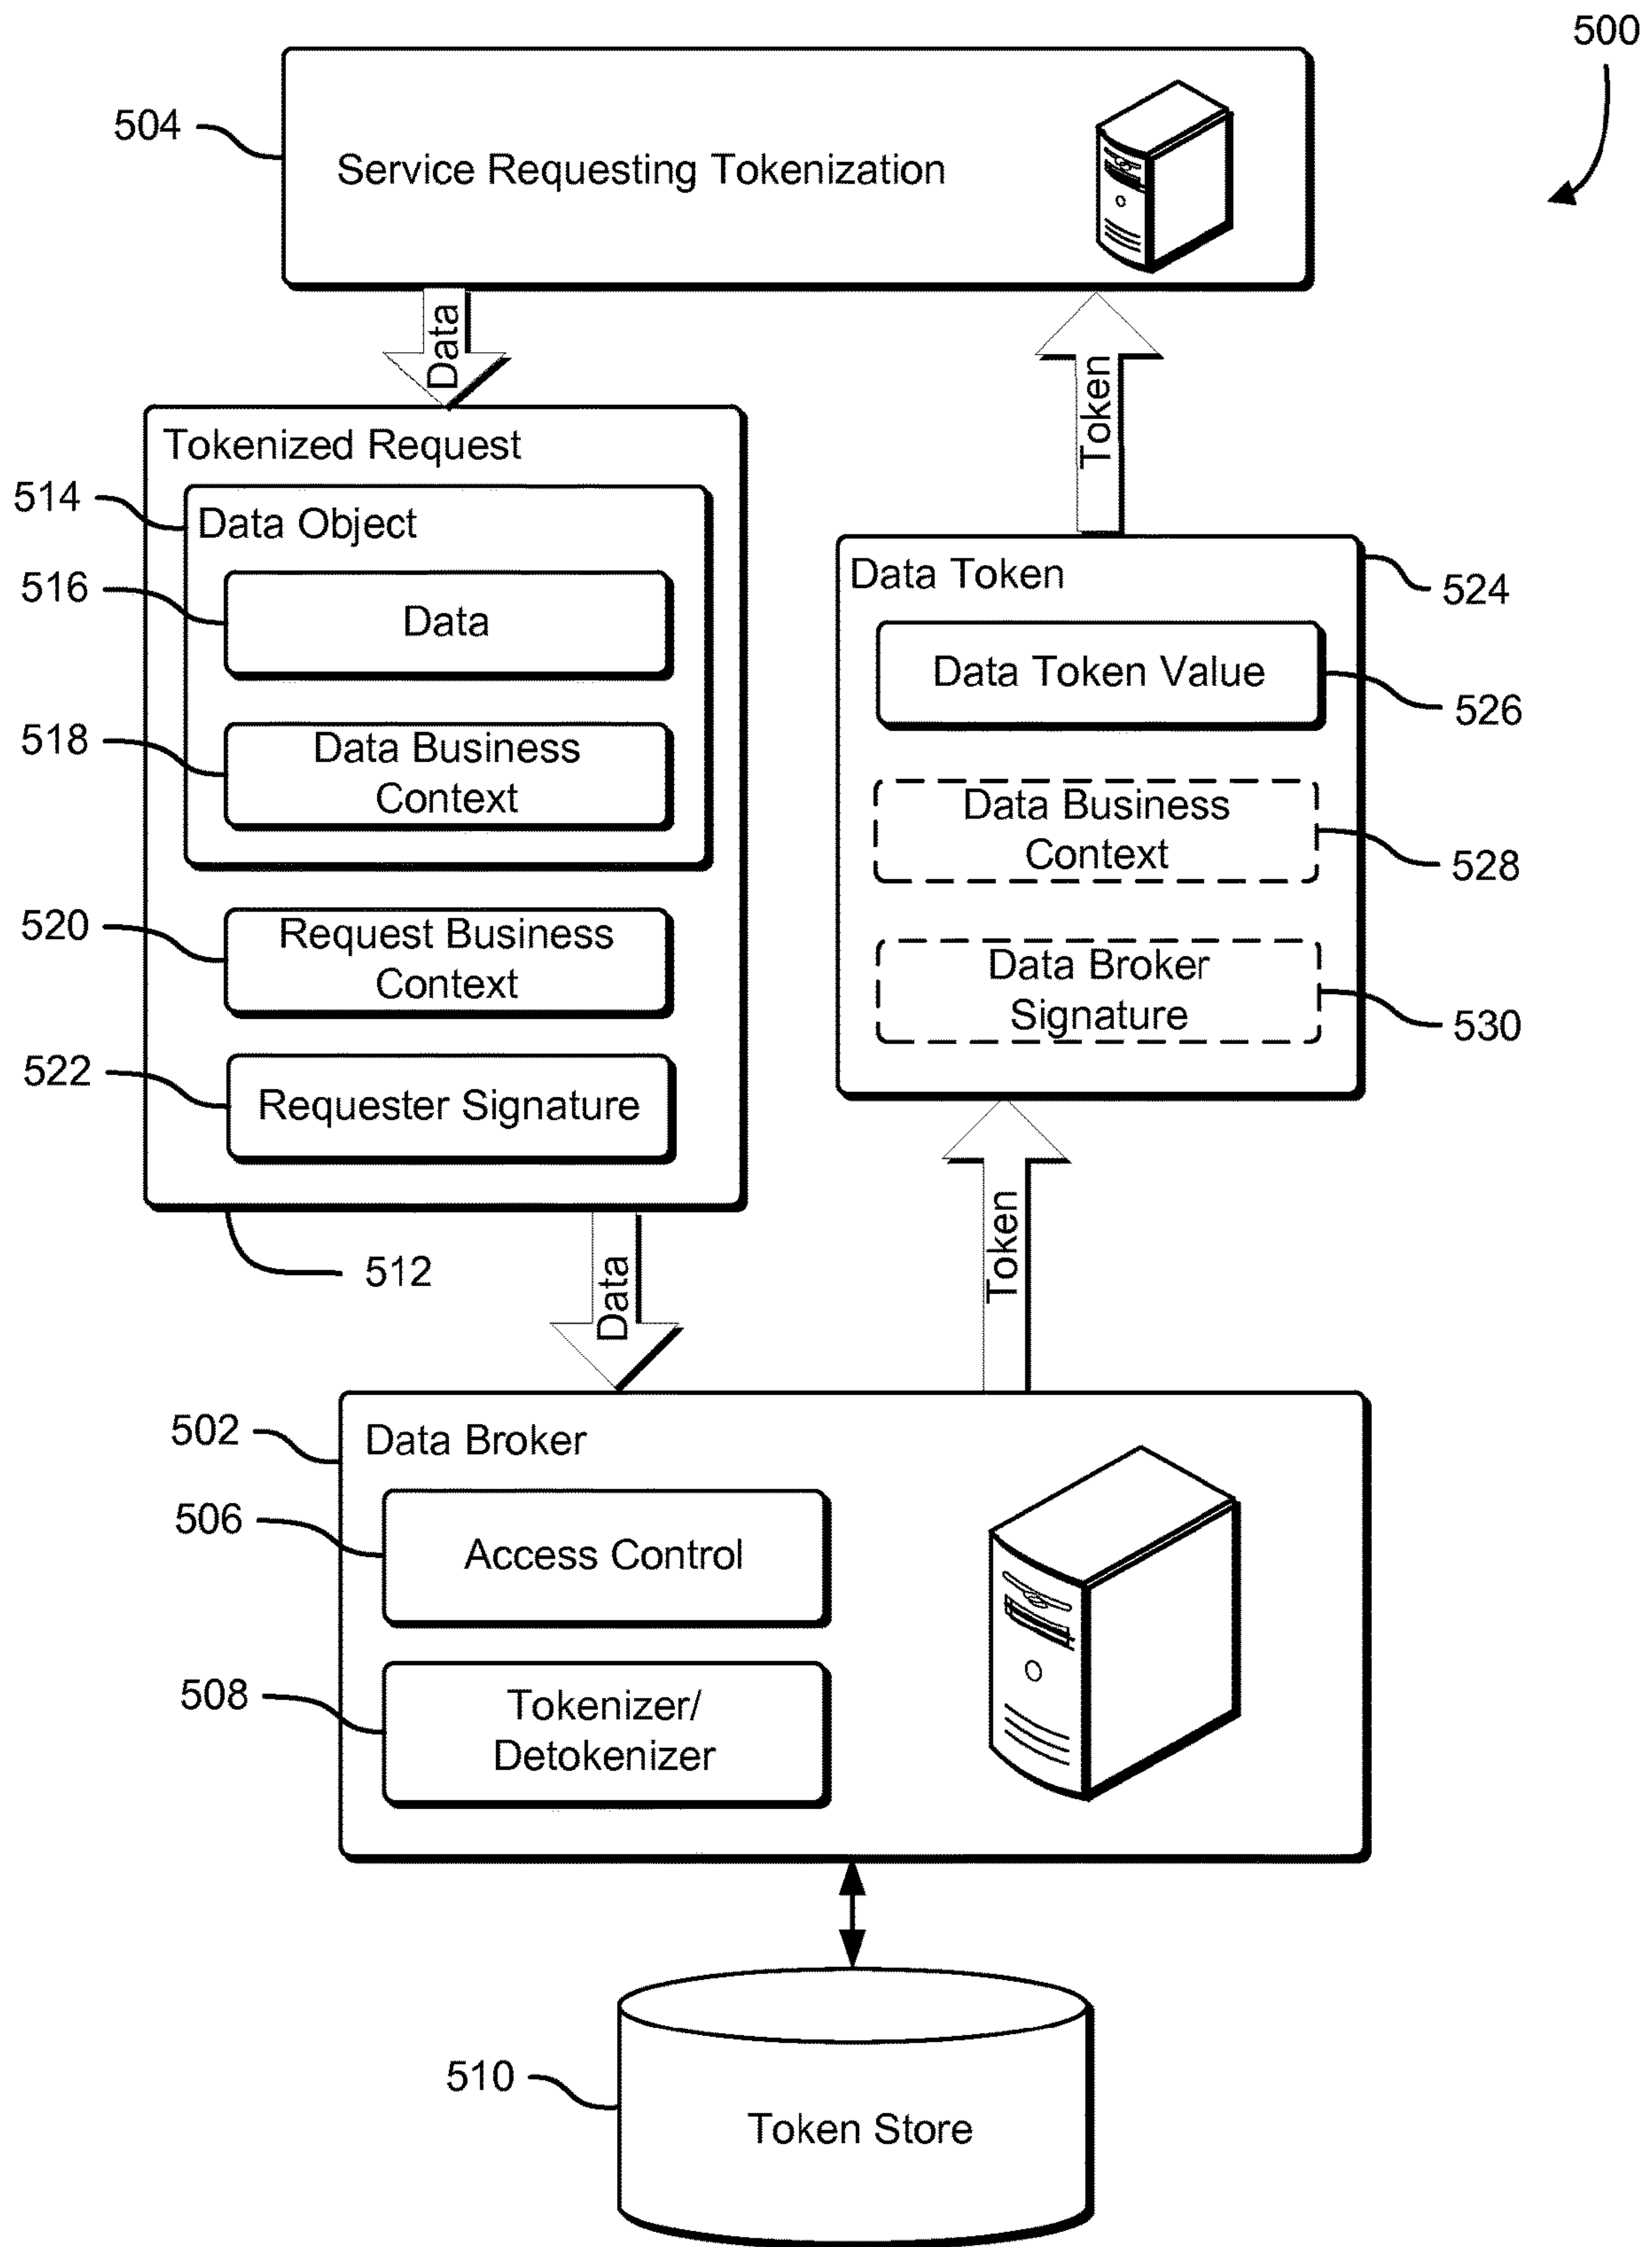 500
504
Service Requesting Tokenization
Data
Token
Tokenized Request
514
Data Object
516
Data
518
Data Business
Context
520
Request Business
Context
522
Requester Signature
512
Data
Data Token
524
Data Token Value
526
Data Business
Context
528
Data Broker
Signature
530
Token
502
Data Broker
506
Access Control
508
Tokenizer/
Detokenizer
510
Token Store